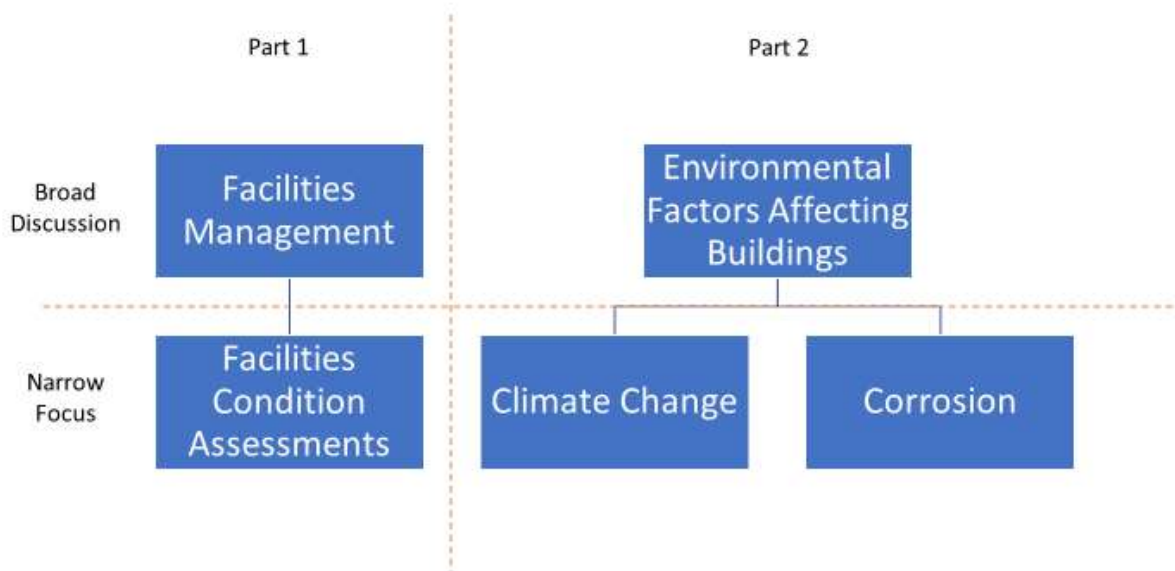 Part 1
Part 2
Broad
Discussion
Facilities
Management
Environmental
Factors Affecting
Buildings
Narrow
Focus
Facilities
Condition
Assessments
Climate Change
Corrosion